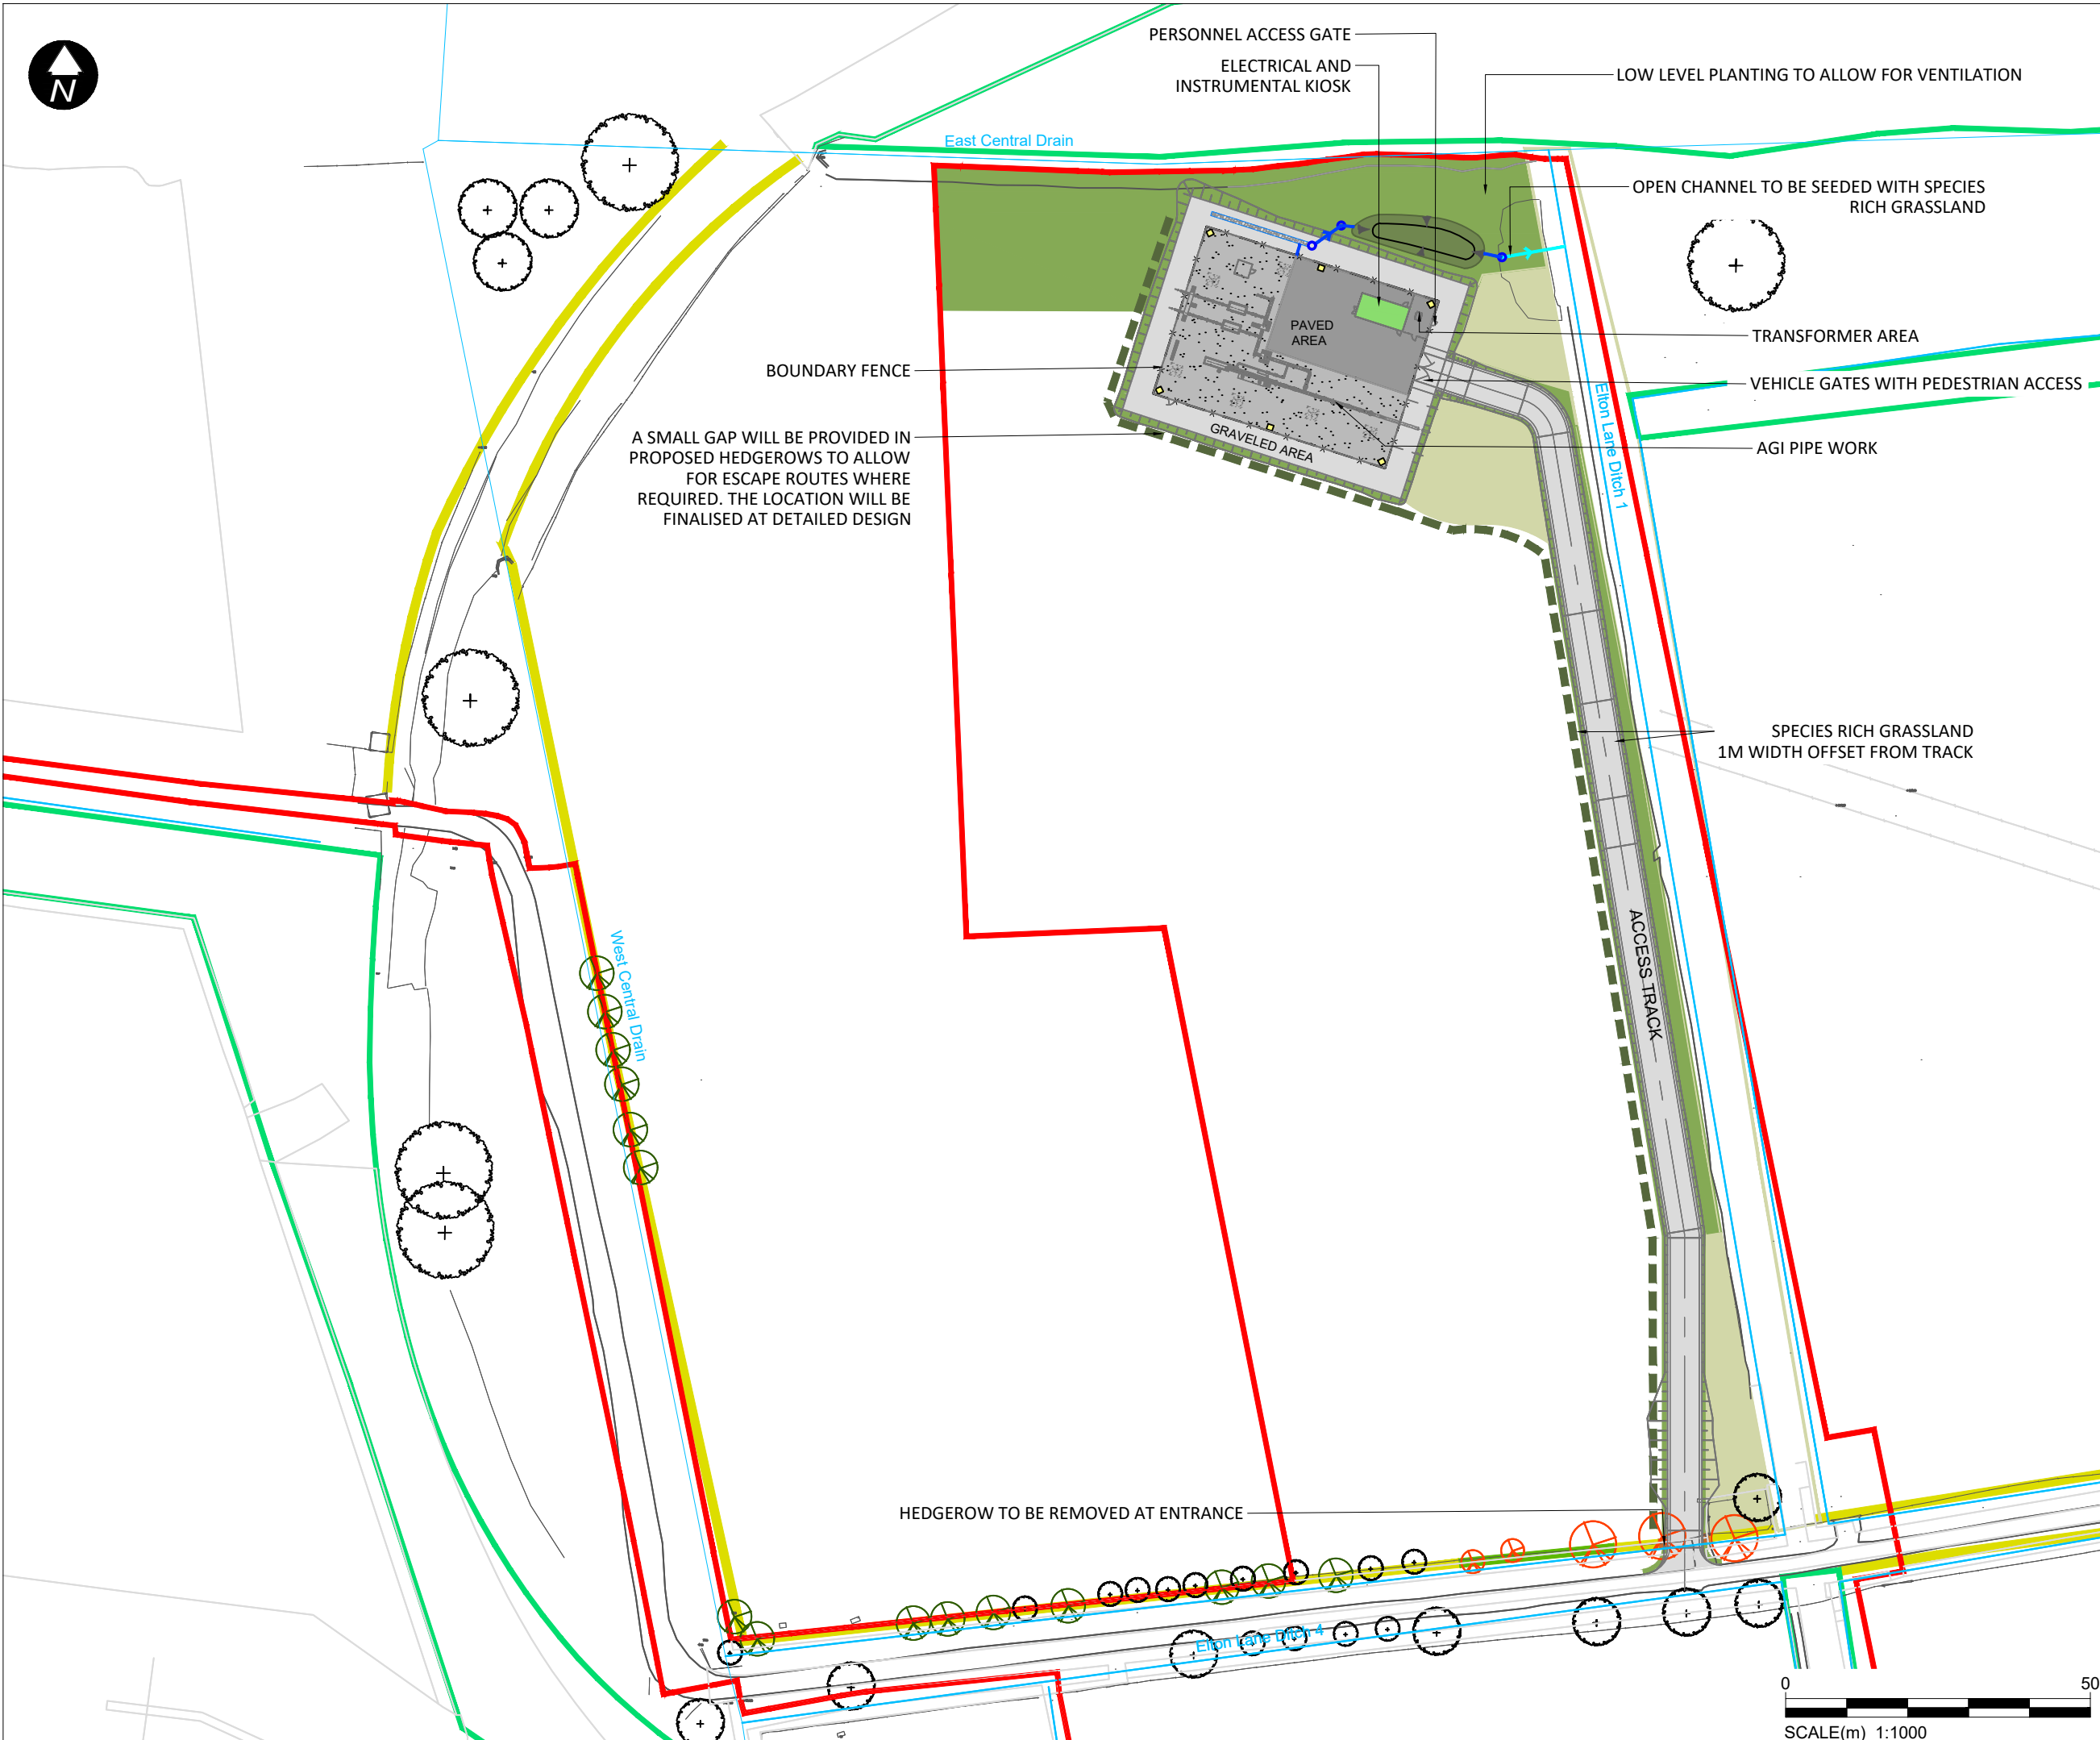 N
PERSONNEL ACCESS GATE
ELECTRICAL AND
INSTRUMENTAL KIOSK
LOW LEVEL PLANTING TO ALLOW FOR VENTILATION
East Central Drain
OPEN CHANNEL TO BE SEEDED WITH SPECIES
RICH GRASSLAND
PAVED
AREA
TRANSFORMER AREA
BOUNDARY FENCE
VEHICLE GATES WITH PEDESTRIAN ACCESS
Elton Lane Ditch 1
A SMALL GAP WILL BE PROVIDED IN
PROPOSED HEDGEROWS TO ALLOW
FOR ESCAPE ROUTES WHERE
REQUIRED. THE LOCATION WILL BE
FINALISED AT DETAILED DESIGN
GRAVELED AREA
AGI PIPE WORK
SPECIES RICH GRASSLAND
1M WIDTH OFFSET FROM TRACK
ACCESS TRACK
West Central Drain
HEDGEROW TO BE REMOVED AT ENTRANCE
Elton Lane Ditch 4
0 50
SCALE(m) 1:1000